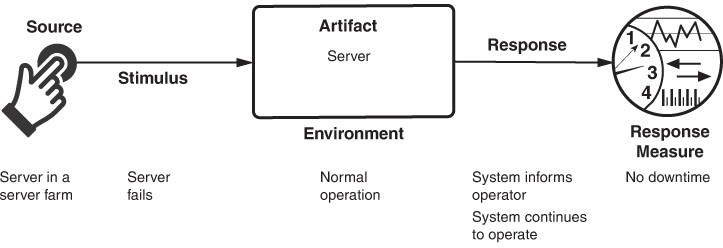 Source
Stimulus
Artifact
Server
Environment
Response
1
2
3
4
Response
Measure
Server in a
server farm
Server
fails
Normal
operation
System informs
operator
System continues
to operate
No downtime